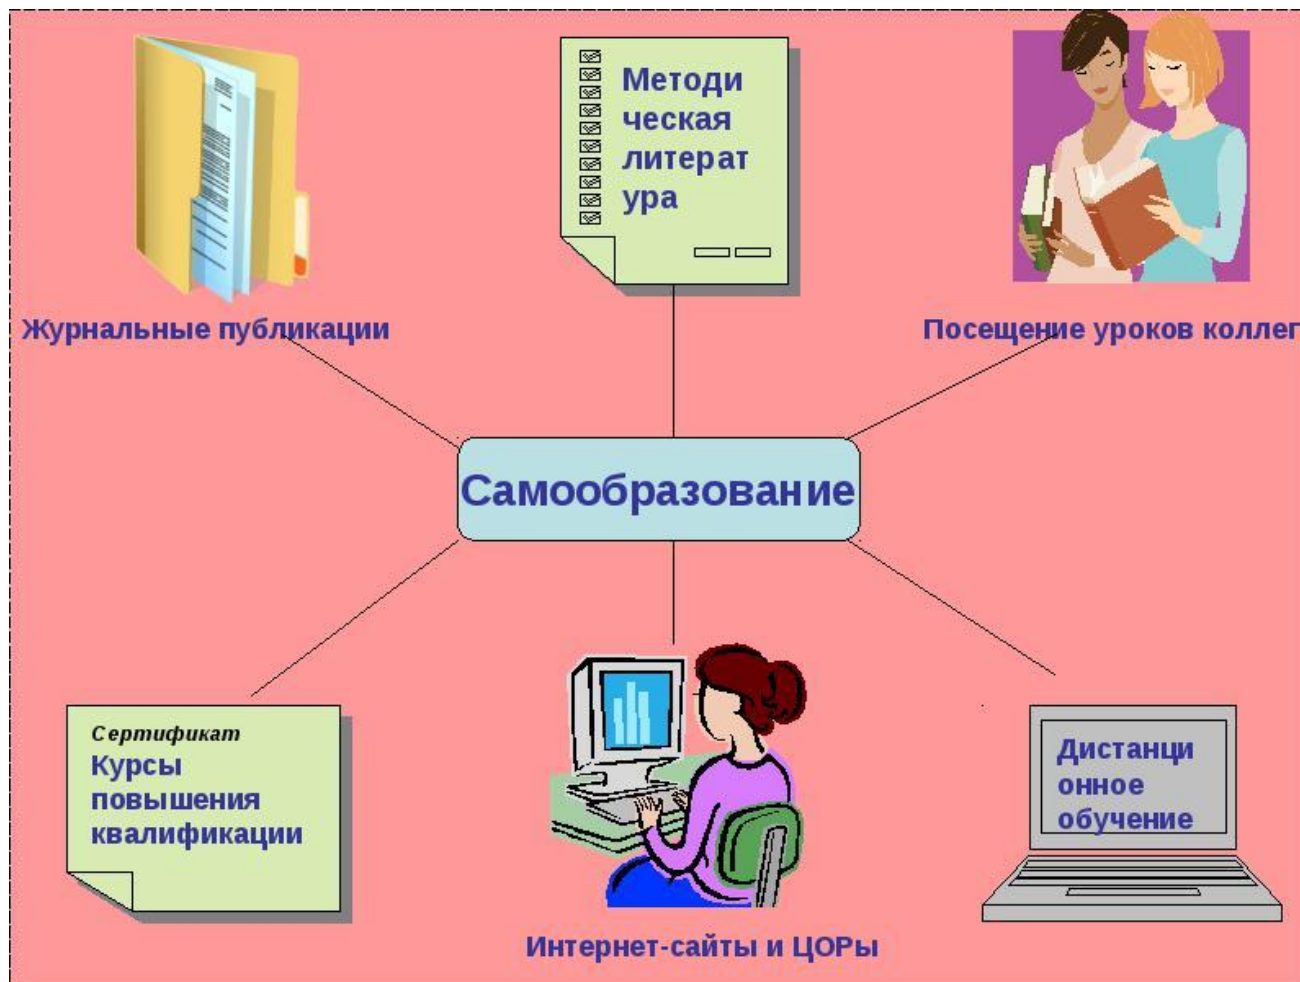 Методи
ческая
литерат
ура
Журнальные публикации
Посещение уроков коллег
Самообразование
Сертификат
Курсы
повышения
квалификации
Дистанци
онное
обучение
Интернет-сайты и ЦОРы